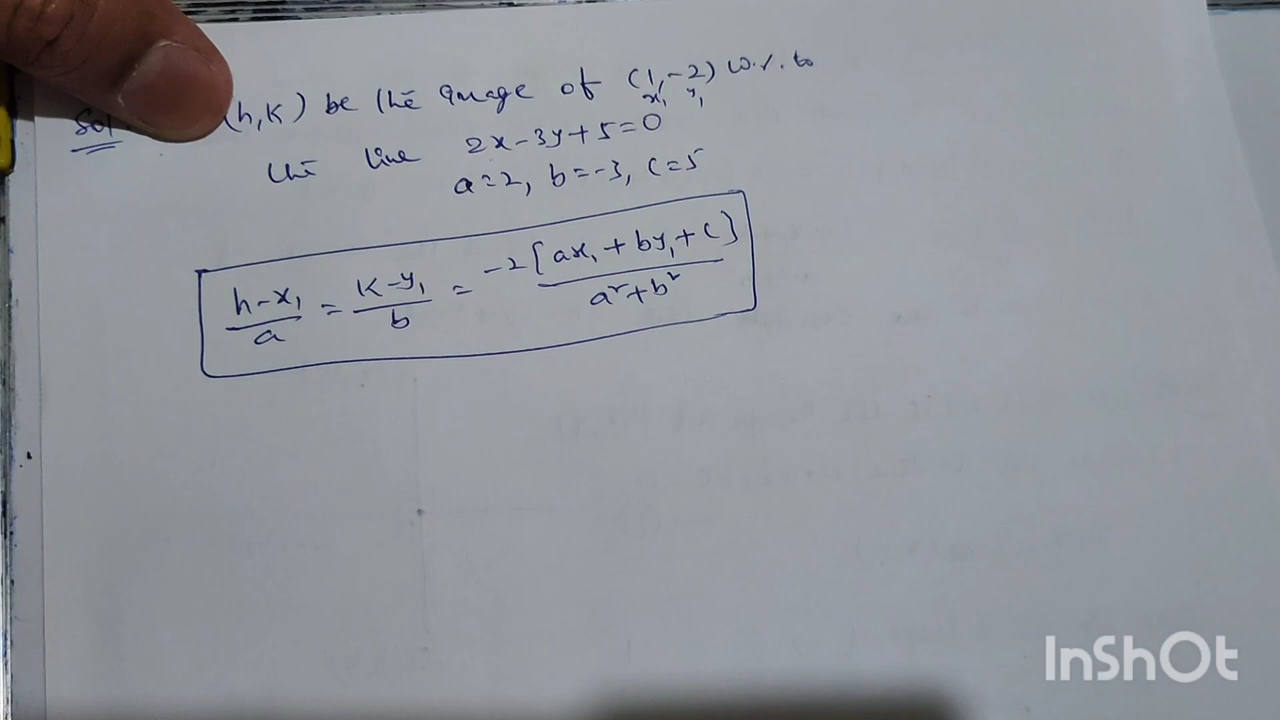 Sol
(h,k) be the image of (1,-2) w.r. to
x₁ y₁
the line 2x-3y+5=0
a=2, b=-3, c=5
h-x₁/a = k-y₁/b = -2[ax₁+by₁+c]/a²+b²
InShOt